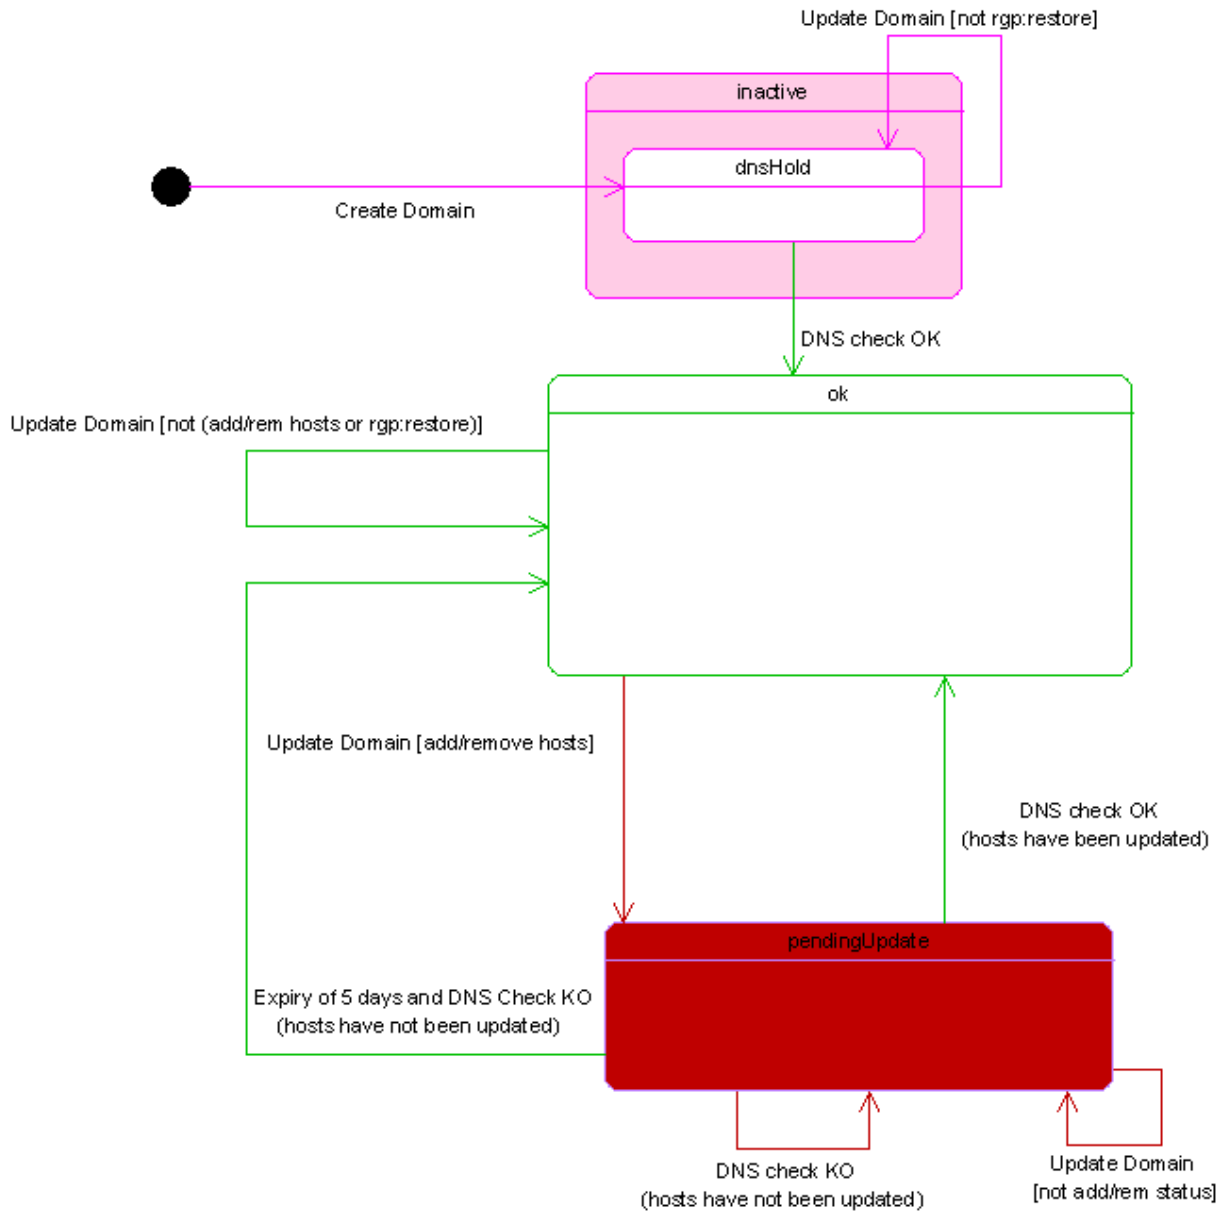 Update Domain [not rgp:restore]
inactive
dnsHold
Create Domain
DNS check OK
ok
Update Domain [not (add/rem hosts or rgp:restore)]
Update Domain [add/remove hosts]
DNS check OK
(hosts have been updated)
pendingUpdate
Expiry of 5 days and DNS Check KO
(hosts have not been updated)
DNS check KO
(hosts have not been updated)
Update Domain
[not add/rem status]